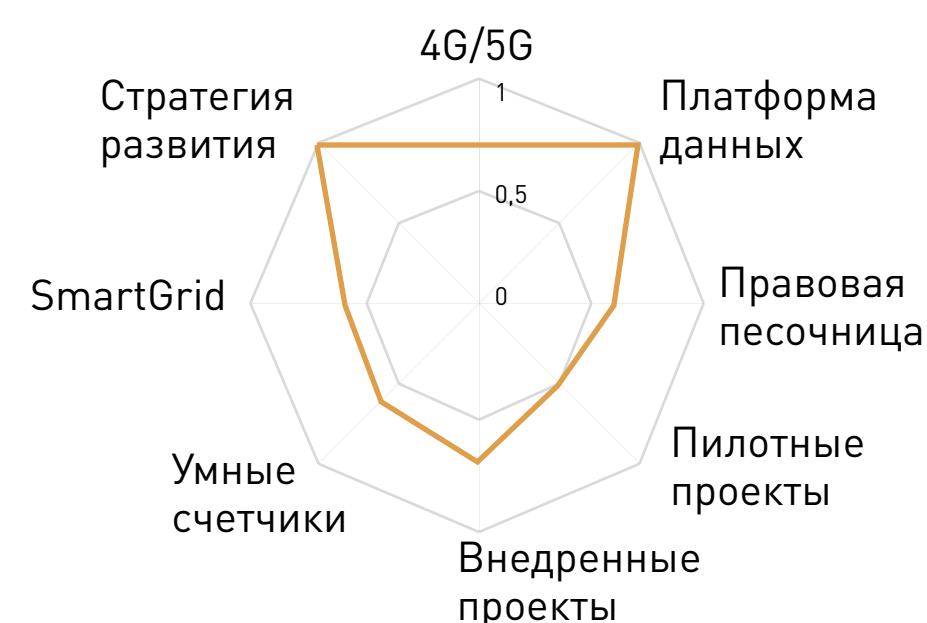 4G/5G
1
Стратегия
развития
Платформа
данных
0,5
SmartGrid
0
Правовая
песочница
Умные
счетчики
Пилотные
проекты
Внедренные
проекты